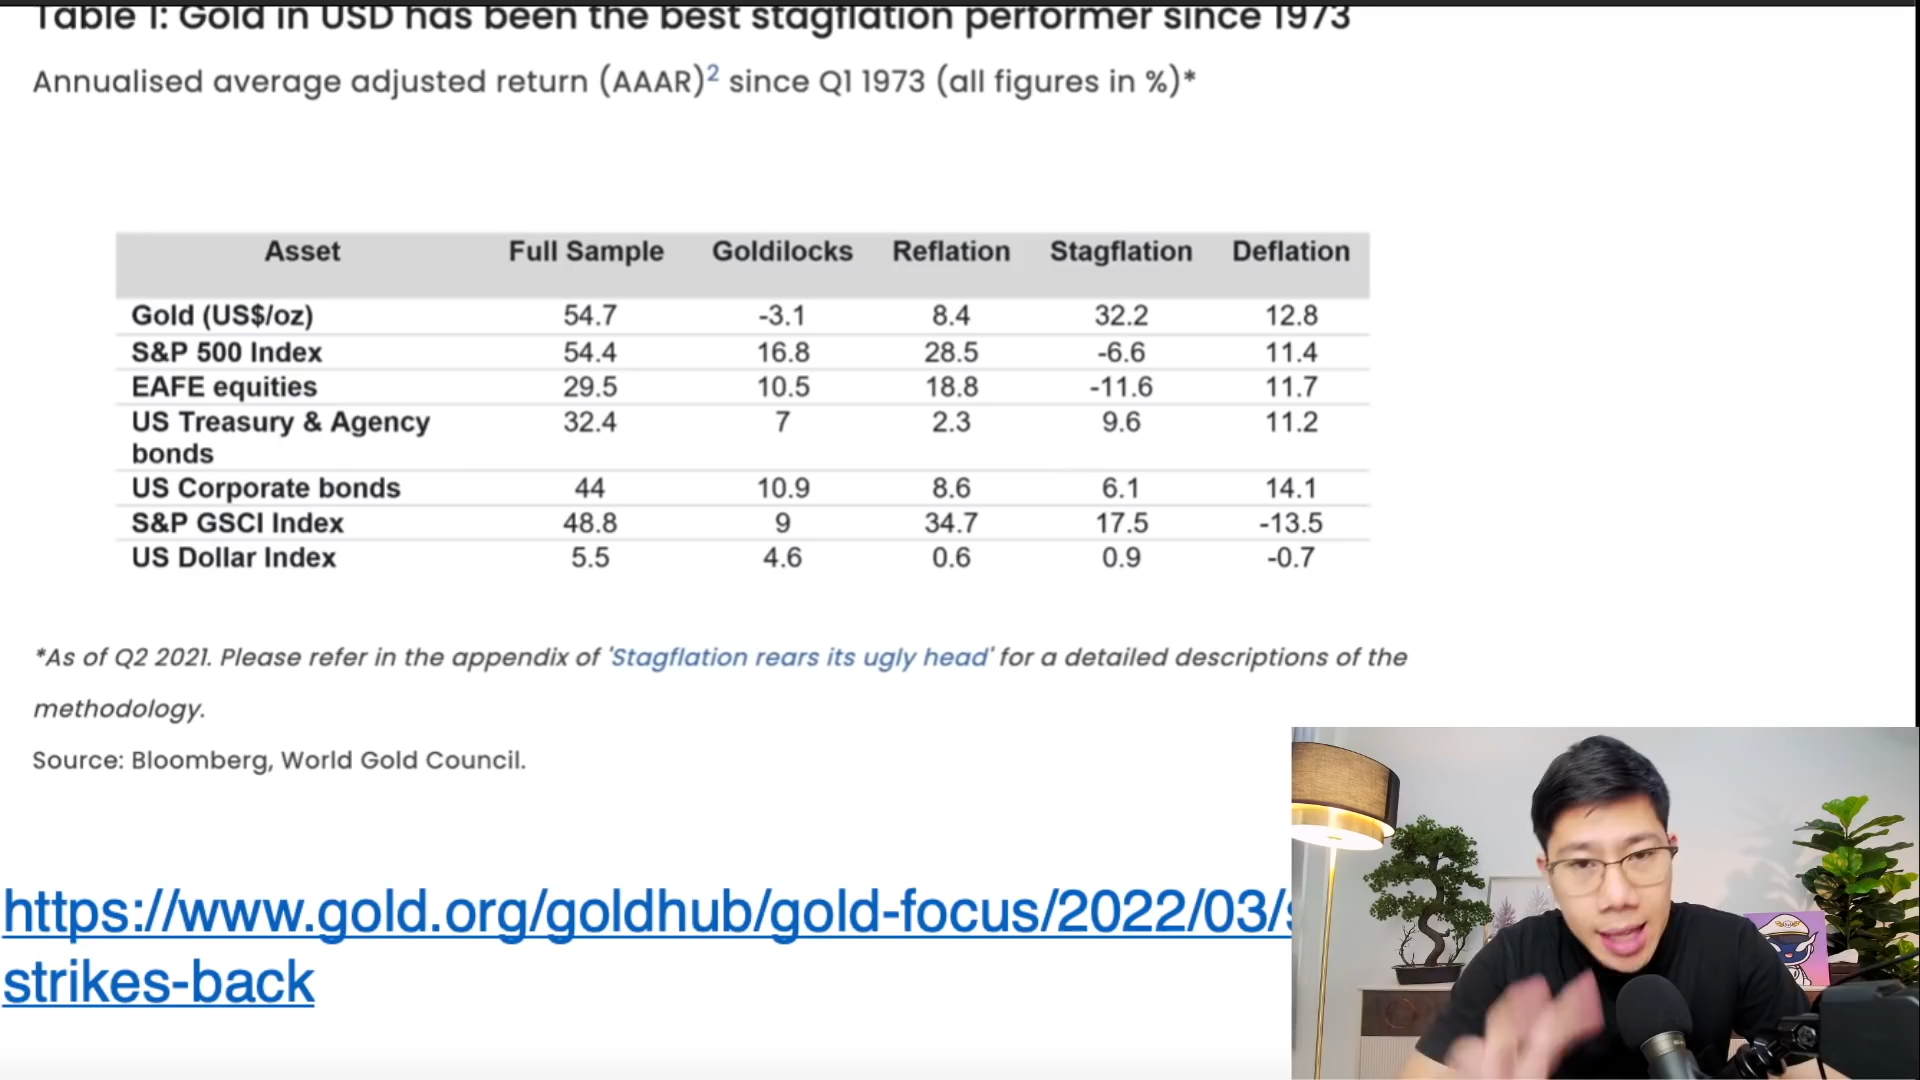 Table 1: Gold in USD has been the best stagflation performer since 1973
Annualised average adjusted return (AAAR)2 since Q1 1973 (all figures in %)*
Asset Full Sample Goldilocks Reflation Stagflation Deflation
Gold (US$/oz) 54.7 -3.1 8.4 32.2 12.8
S&P 500 Index 54.4 16.8 28.5 -6.6 11.4
EAFE equities 29.5 10.5 18.8 -11.6 11.7
US Treasury & Agency 32.4 7 2.3 9.6 11.2
bonds
US Corporate bonds 44 10.9 8.6 6.1 14.1
S&P GSCI Index 48.8 9 34.7 17.5 -13.5
US Dollar Index 5.5 4.6 0.6 0.9 -0.7
*As of Q2 2021. Please refer in the appendix of 'Stagflation rears its ugly head' for a detailed descriptions of the
methodology.
Source: Bloomberg, World Gold Council.
https://www.gold.org/goldhub/gold-focus/2022/03/s
strikes-back